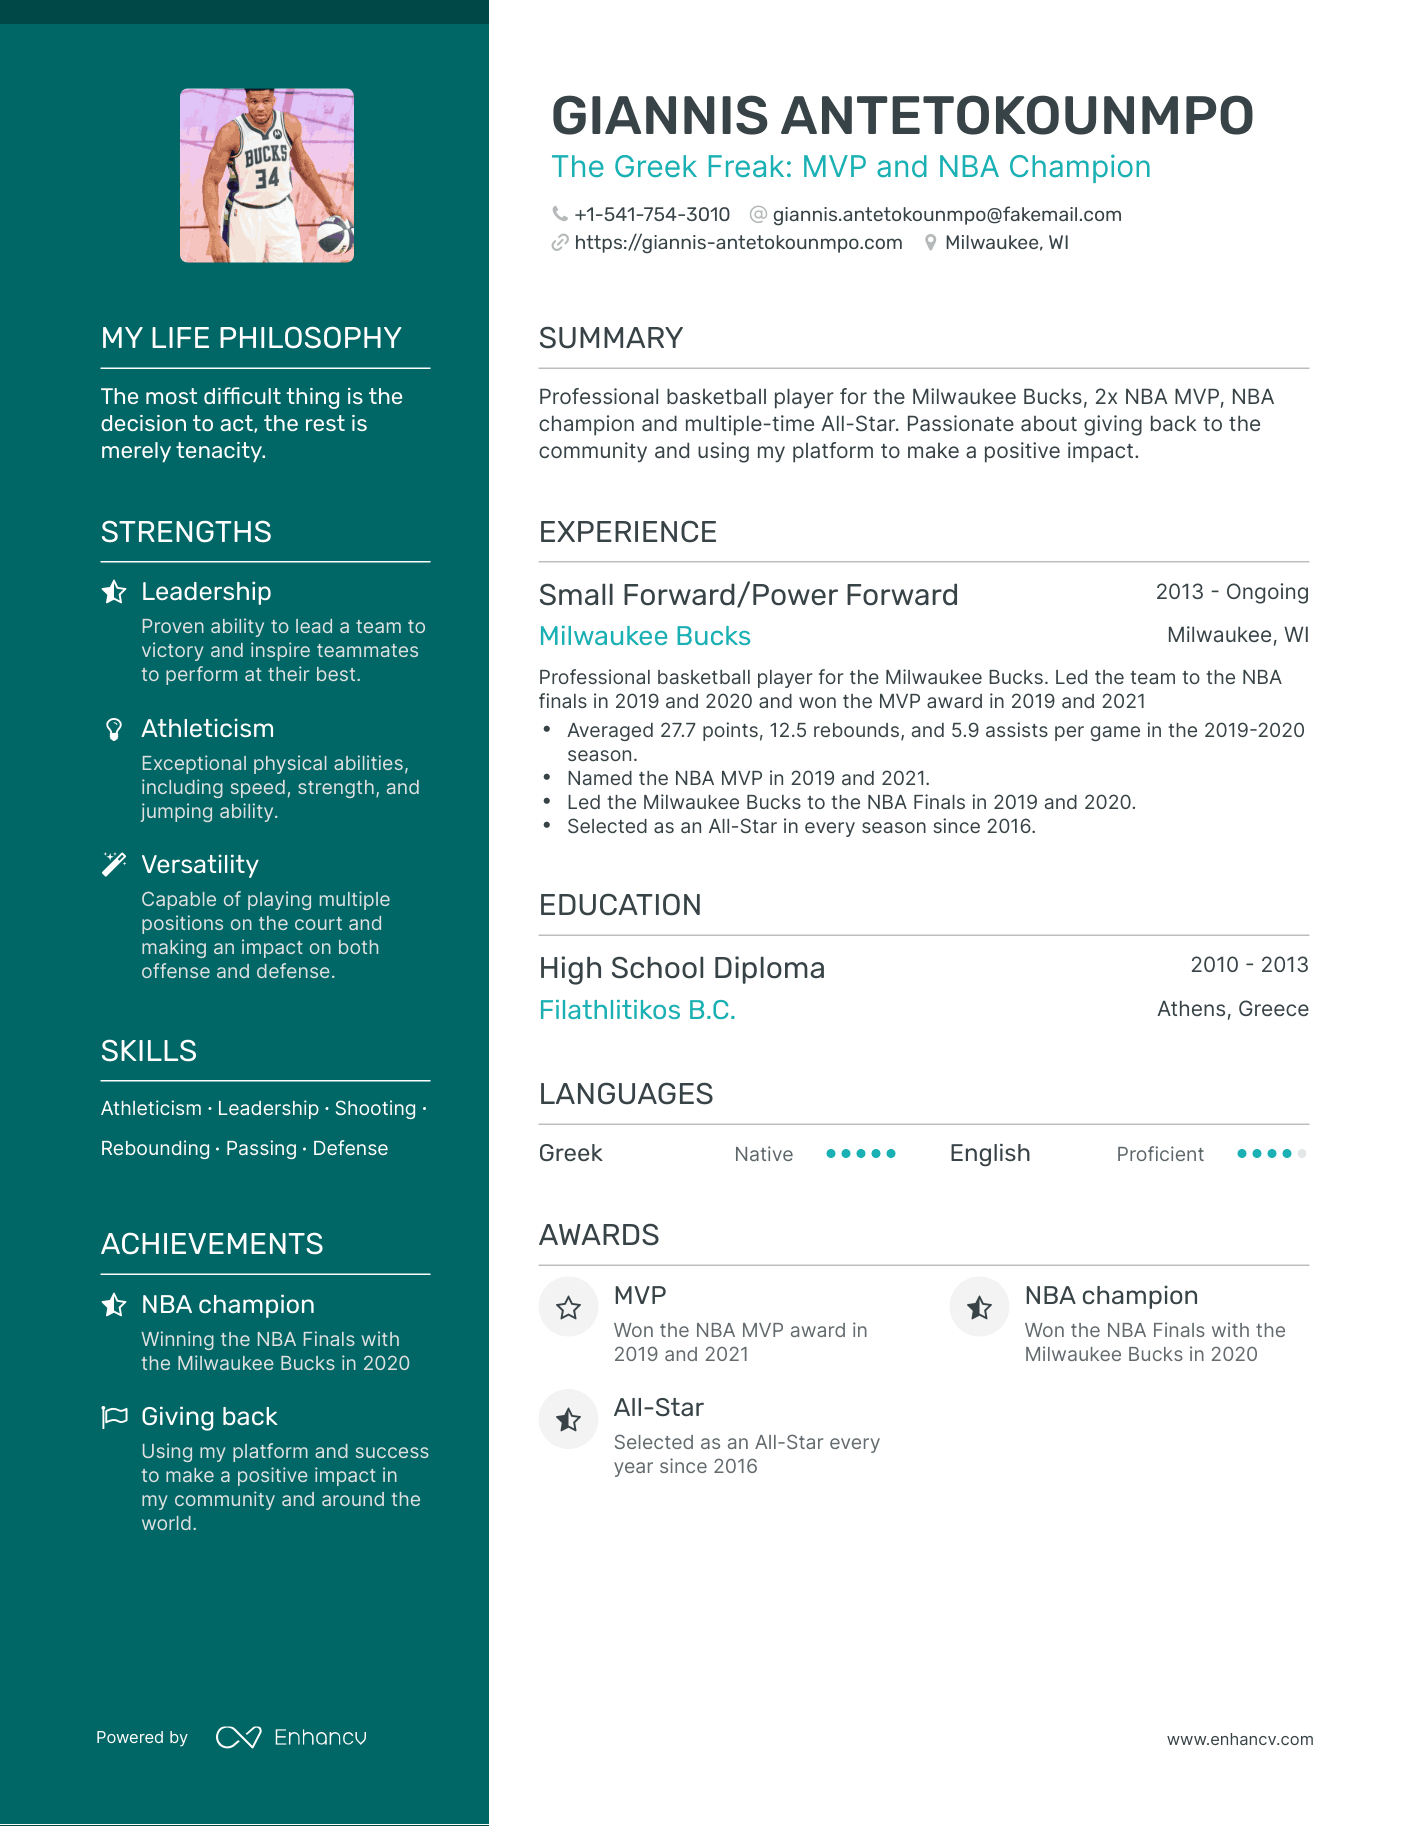 BUCKS
34
MY LIFE PHILOSOPHY
The most difficult thing is the
decision to act, the rest is
merely tenacity.
STRENGTHS
Leadership
Proven ability to lead a team to
victory and inspire teammates
to perform at their best.
Athleticism
Exceptional physical abilities,
including speed, strength, and
jumping ability.
Versatility
Capable of playing multiple
positions on the court and
making an impact on both
offense and defense.
SKILLS
Athleticism · Leadership · Shooting ·
Rebounding · Passing · Defense
ACHIEVEMENTS
NBA champion
Winning the NBA Finals with
the Milwaukee Bucks in 2020
Giving back
Using my platform and success
to make a positive impact in
my community and around the
world.
GIANNIS ANTETOKOUNMPO
The Greek Freak: MVP and NBA Champion
+1-541-754-3010 giannis.antetokounmpo@fakemail.com
https://giannis-antetokounmpo.com Milwaukee, WI
SUMMARY
Professional basketball player for the Milwaukee Bucks, 2x NBA MVP, NBA
champion and multiple-time All-Star. Passionate about giving back to the
community and using my platform to make a positive impact.
EXPERIENCE
Small Forward/Power Forward 2013 - Ongoing
Milwaukee Bucks Milwaukee, WI
Professional basketball player for the Milwaukee Bucks. Led the team to the NBA
finals in 2019 and 2020 and won the MVP award in 2019 and 2021
• Averaged 27.7 points, 12.5 rebounds, and 5.9 assists per game in the 2019-2020
season.
• Named the NBA MVP in 2019 and 2021.
• Led the Milwaukee Bucks to the NBA Finals in 2019 and 2020.
• Selected as an All-Star in every season since 2016.
EDUCATION
High School Diploma 2010 - 2013
Filathlitikos B.C. Athens, Greece
LANGUAGES
Greek Native English Proficient
AWARDS
MVP
Won the NBA MVP award in
2019 and 2021
NBA champion
Won the NBA Finals with the
Milwaukee Bucks in 2020
All-Star
Selected as an All-Star every
year since 2016
Powered by Enhancv
www.enhancv.com